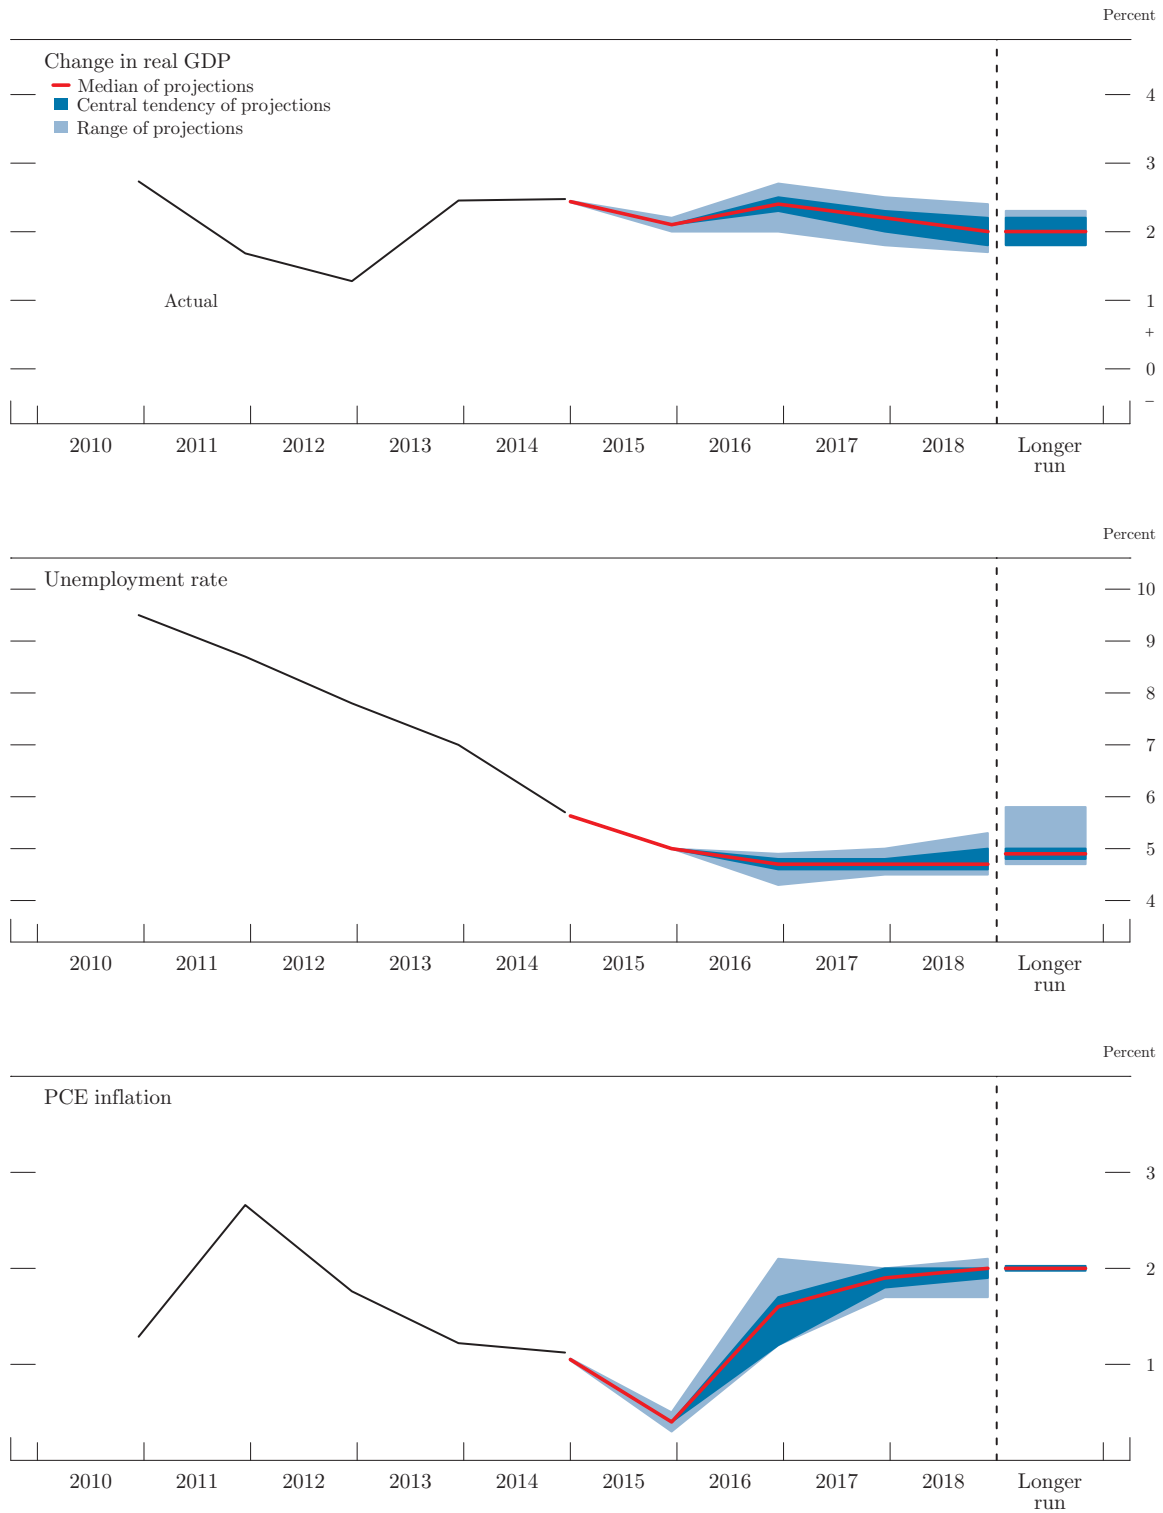 Percent
Change in real GDP
Median of projections
Central tendency of projections
Range of projections
Actual
4
3
2
1
+
0
−
2010 2011 2012 2013 2014 2015 2016 2017 2018 Longer
run
Percent
Unemployment rate
10
9
8
7
6
5
4
2010 2011 2012 2013 2014 2015 2016 2017 2018 Longer
run
Percent
PCE inflation
3
2
1
2010 2011 2012 2013 2014 2015 2016 2017 2018 Longer
run